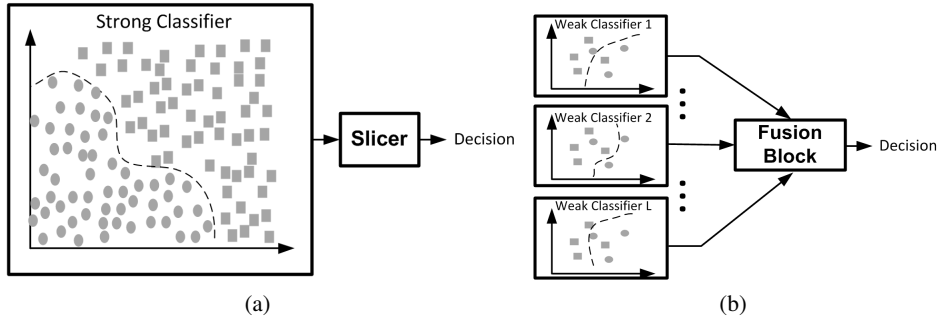 Strong Classifier
Slicer
Decision
(a)
Weak Classifier 1
Weak Classifier 2
Weak Classifier L
Fusion
Block
Decision
(b)